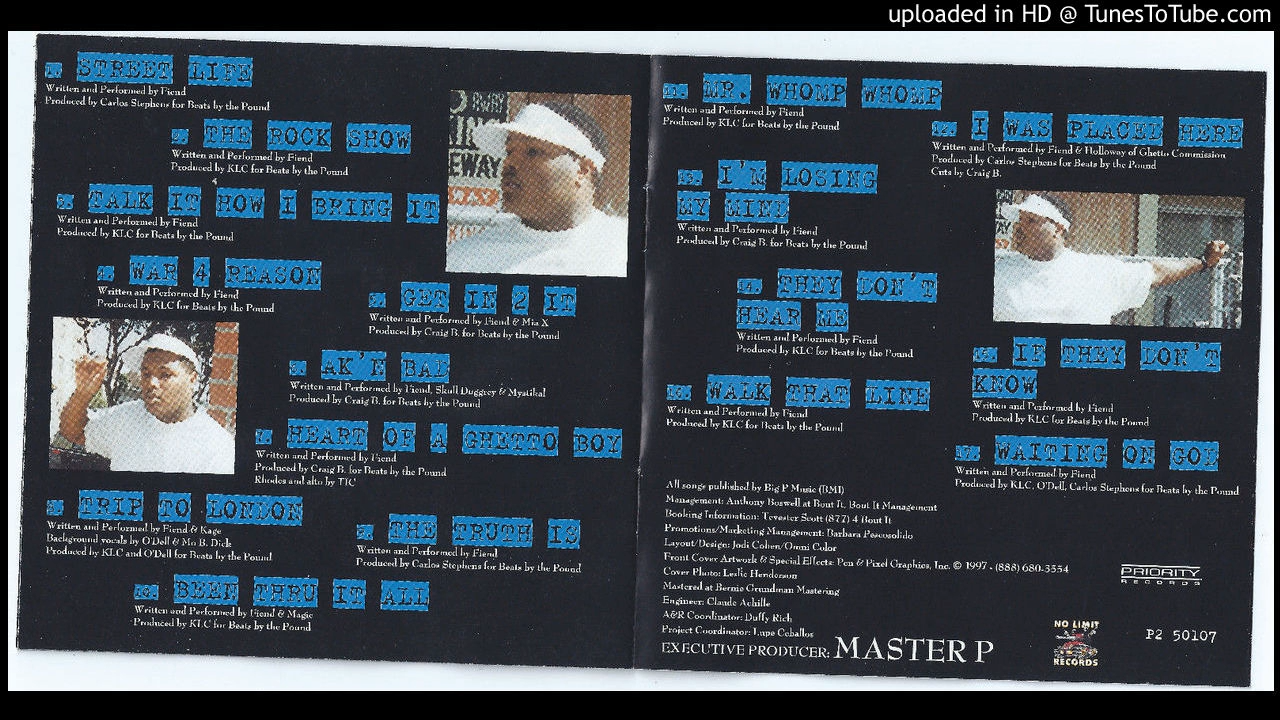 uploaded in HD @ TunesToTube.com
1. STREET LIFE
Written and Performed by Fiend
Produced by Carlos Stephens for Beats by the Pound
2. THE ROCK SHOW
Written and Performed by Fiend
Produced by KLC for Beats by the Pound
3. TALK IT HOW I BRING IT
Written and Performed by Fiend
Produced by KLC for Beats by the Pound
4. WAR 4 REASON
Written and Performed by Fiend
Produced by KLC for Beats by the Pound
5. GET IN 2 IT
Written and Performed by Fiend & Mia X
Produced by Craig B. for Beats by the Pound
6. AK'N BAD
Written and Performed by Fiend, Skull Duggrey & Mystikal
Produced by Craig B. for Beats by the Pound
7. HEART OF A GHETTO BOY
Written and Performed by Fiend
Produced by Craig B. for Beats by the Pound
Rhodes and alto by TIC
8. TRIP TO LONDON
Written and Performed by Fiend & Kage
Background vocals by O'Dell & Mo B. Dick
Produced by KLC and O'Dell for Beats by the Pound
9. THE TRUTH IS
Written and Performed by Fiend
Produced by Carlos Stephens for Beats by the Pound
10. BEEN THRU IT ALL
Written and Performed by Fiend & Magic
Produced by KLC for Beats by the Pound
11. MR. WHOMP WHOMP
Written and Performed by Fiend
Produced by KLC for Beats by the Pound
12. I WAS PLACED HERE
Written and Performed by Fiend & Holloway of Ghetto Commission
Produced by Carlos Stephens for Beats by the Pound
Cuts by Craig B.
13. I'M LOSING
MY MIND
Written and Performed by Fiend
Produced by Craig B. for Beats by the Pound
14. THEY DON'T
HEAR ME
Written and Performed by Fiend
Produced by KLC for Beats by the Pound
15. IF THEY DON'T
KNOW
Written and Performed by Fiend
Produced by KLC for Beats by the Pound
16. WALK THAT LINE
Written and Performed by Fiend
Produced by KLC for Beats by the Pound
17. WAITING ON GOD
Written and Performed by Fiend
Produced by KLC, O'Dell, Carlos Stephens for Beats by the Pound
All songs published by Big P Music (BMI)
Management: Anthony Boswell at Bout It, Bout It Management
Booking Information: Tevester Scott (877) 4 Bout It
Promotions/Marketing Management: Barbara Pescosolido
Layout/Design: Jodi Cohen/Omni Color
Front Cover Artwork & Special Effects: Pen & Pixel Graphics, Inc. © 1997 . (888) 680-3554
Cover Photo: Leslie Henderson
Mastered at Bernie Grundman Mastering
Engineer: Claude Achille
A&R Coordinator: Duffy Rich
Project Coordinator: Lupe Ceballos
EXECUTIVE PRODUCER: MASTER P
PRIORITY
RECORDS
NO LIMIT
RECORDS
P2 50107